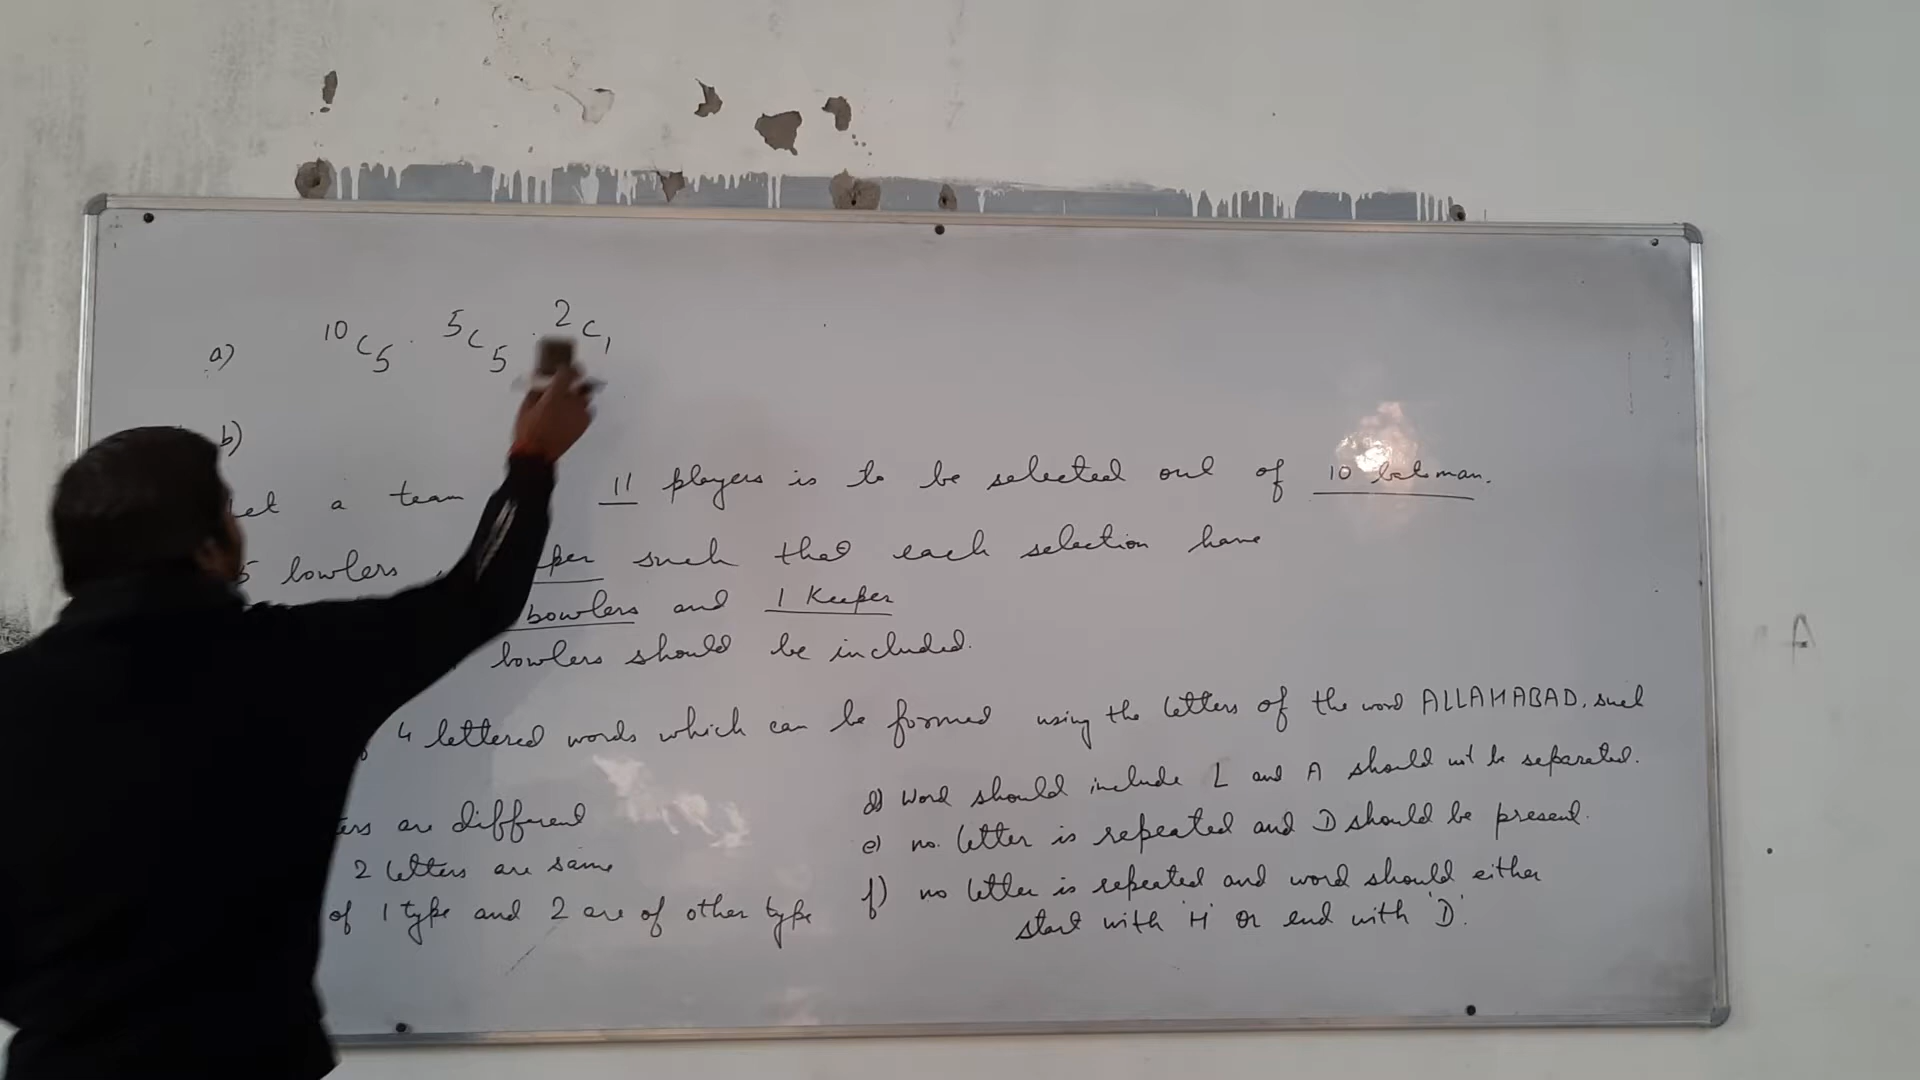 a) 10C5 . 5C5 . 2C1
b)
Let a team 11 players is to be selected out of 10 batsman.
5 bowlers, per such that each selection have
bowlers and 1 Keeper
bowlers should be included.
4 lettered words which can be formed using the letters of the word ALLAHABAD, such
ers are different
2 letters are same
of 1 type and 2 are of other type
d) Word should include L and A should not be separated.
e) no. letter is repeated and D should be present.
f) no letter is repeated and word should either
start with 'H' or end with 'D'.
A